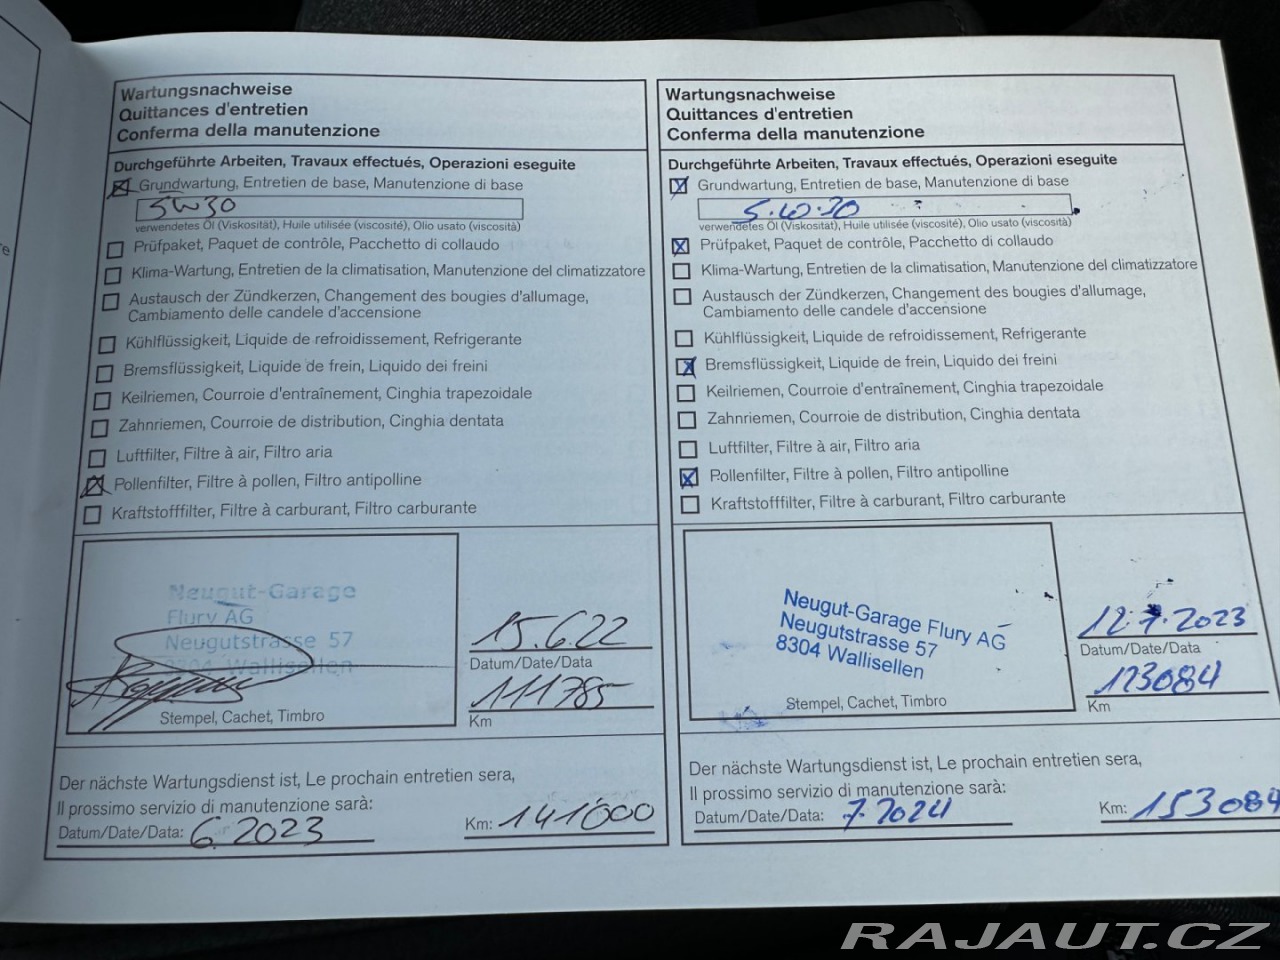 Wartungsnachweise
Quittances d'entretien
Conferma della manutenzione
Durchgeführte Arbeiten, Travaux effectués, Operazioni eseguite
Grundwartung, Entretien de base, Manutenzione di base
5W30
verwendetes Öl (Viskosität), Huile utilisée (viscosité), Olio usato (viscosità)
Prüfpaket, Paquet de contrôle, Pacchetto di collaudo
Klima-Wartung, Entretien de la climatisation, Manutenzione del climatizzatore
Austausch der Zündkerzen, Changement des bougies d'allumage,
Cambiamento delle candele d'accensione
Kühlflüssigkeit, Liquide de refroidissement, Refrigerante
Bremsflüssigkeit, Liquide de frein, Liquido dei freini
Keilriemen, Courroie d'entraînement, Cinghia trapezoidale
Zahnriemen, Courroie de distribution, Cinghia dentata
Luftfilter, Filtre à air, Filtro aria
Pollenfilter, Filtre à pollen, Filtro antipolline
Kraftstofffilter, Filtre à carburant, Filtro carburante
Neugut-Garage
Flury AG
Neugutstrasse 57
8304 Wallisellen
Stempel, Cachet, Timbro
15.6.22
Datum/Date/Data
111785
Km
Der nächste Wartungsdienst ist, Le prochain entretien sera,
Il prossimo servizio di manutenzione sarà:
Datum/Date/Data: 6.2023
Km: 141000
Wartungsnachweise
Quittances d'entretien
Conferma della manutenzione
Durchgeführte Arbeiten, Travaux effectués, Operazioni eseguite
Grundwartung, Entretien de base, Manutenzione di base
5.W.30
verwendetes Öl (Viskosität), Huile utilisée (viscosité), Olio usato (viscosità)
Prüfpaket, Paquet de contrôle, Pacchetto di collaudo
Klima-Wartung, Entretien de la climatisation, Manutenzione del climatizzatore
Austausch der Zündkerzen, Changement des bougies d'allumage,
Cambiamento delle candele d'accensione
Kühlflüssigkeit, Liquide de refroidissement, Refrigerante
Bremsflüssigkeit, Liquide de frein, Liquido dei freini
Keilriemen, Courroie d'entraînement, Cinghia trapezoidale
Zahnriemen, Courroie de distribution, Cinghia dentata
Luftfilter, Filtre à air, Filtro aria
Pollenfilter, Filtre à pollen, Filtro antipolline
Kraftstofffilter, Filtre à carburant, Filtro carburante
Neugut-Garage Flury AG
Neugutstrasse 57
8304 Wallisellen
Stempel, Cachet, Timbro
12.7.2023
Datum/Date/Data
123084
Km
Der nächste Wartungsdienst ist, Le prochain entretien sera,
Il prossimo servizio di manutenzione sarà:
Datum/Date/Data: 7.2024
Km: 153084
RAJAUT.CZ